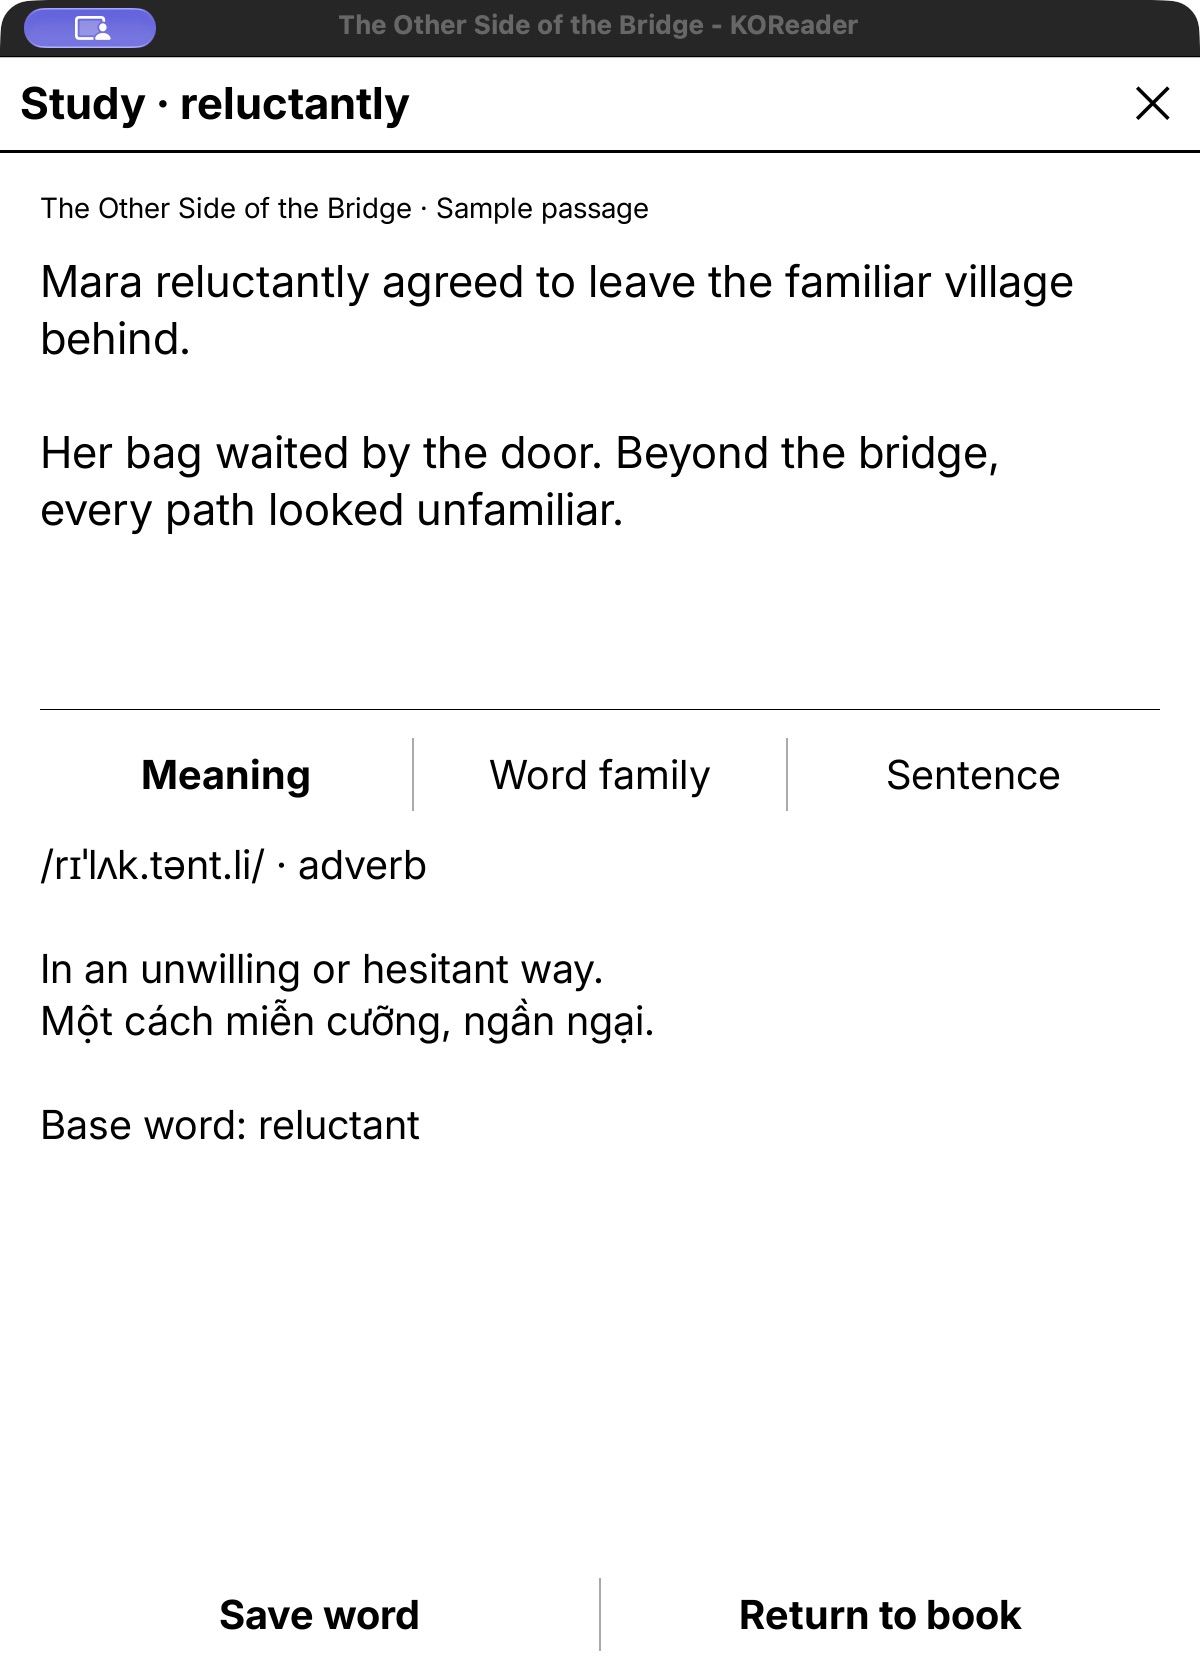 The Other Side of the Bridge - KOReader
Study · reluctantly
The Other Side of the Bridge · Sample passage
Mara reluctantly agreed to leave the familiar village
behind.
Her bag waited by the door. Beyond the bridge,
every path looked unfamiliar.
Meaning
Word family
Sentence
/rɪˈlʌk.tənt.li/ · adverb
In an unwilling or hesitant way.
Một cách miễn cưỡng, ngần ngại.
Base word: reluctant
Save word
Return to book